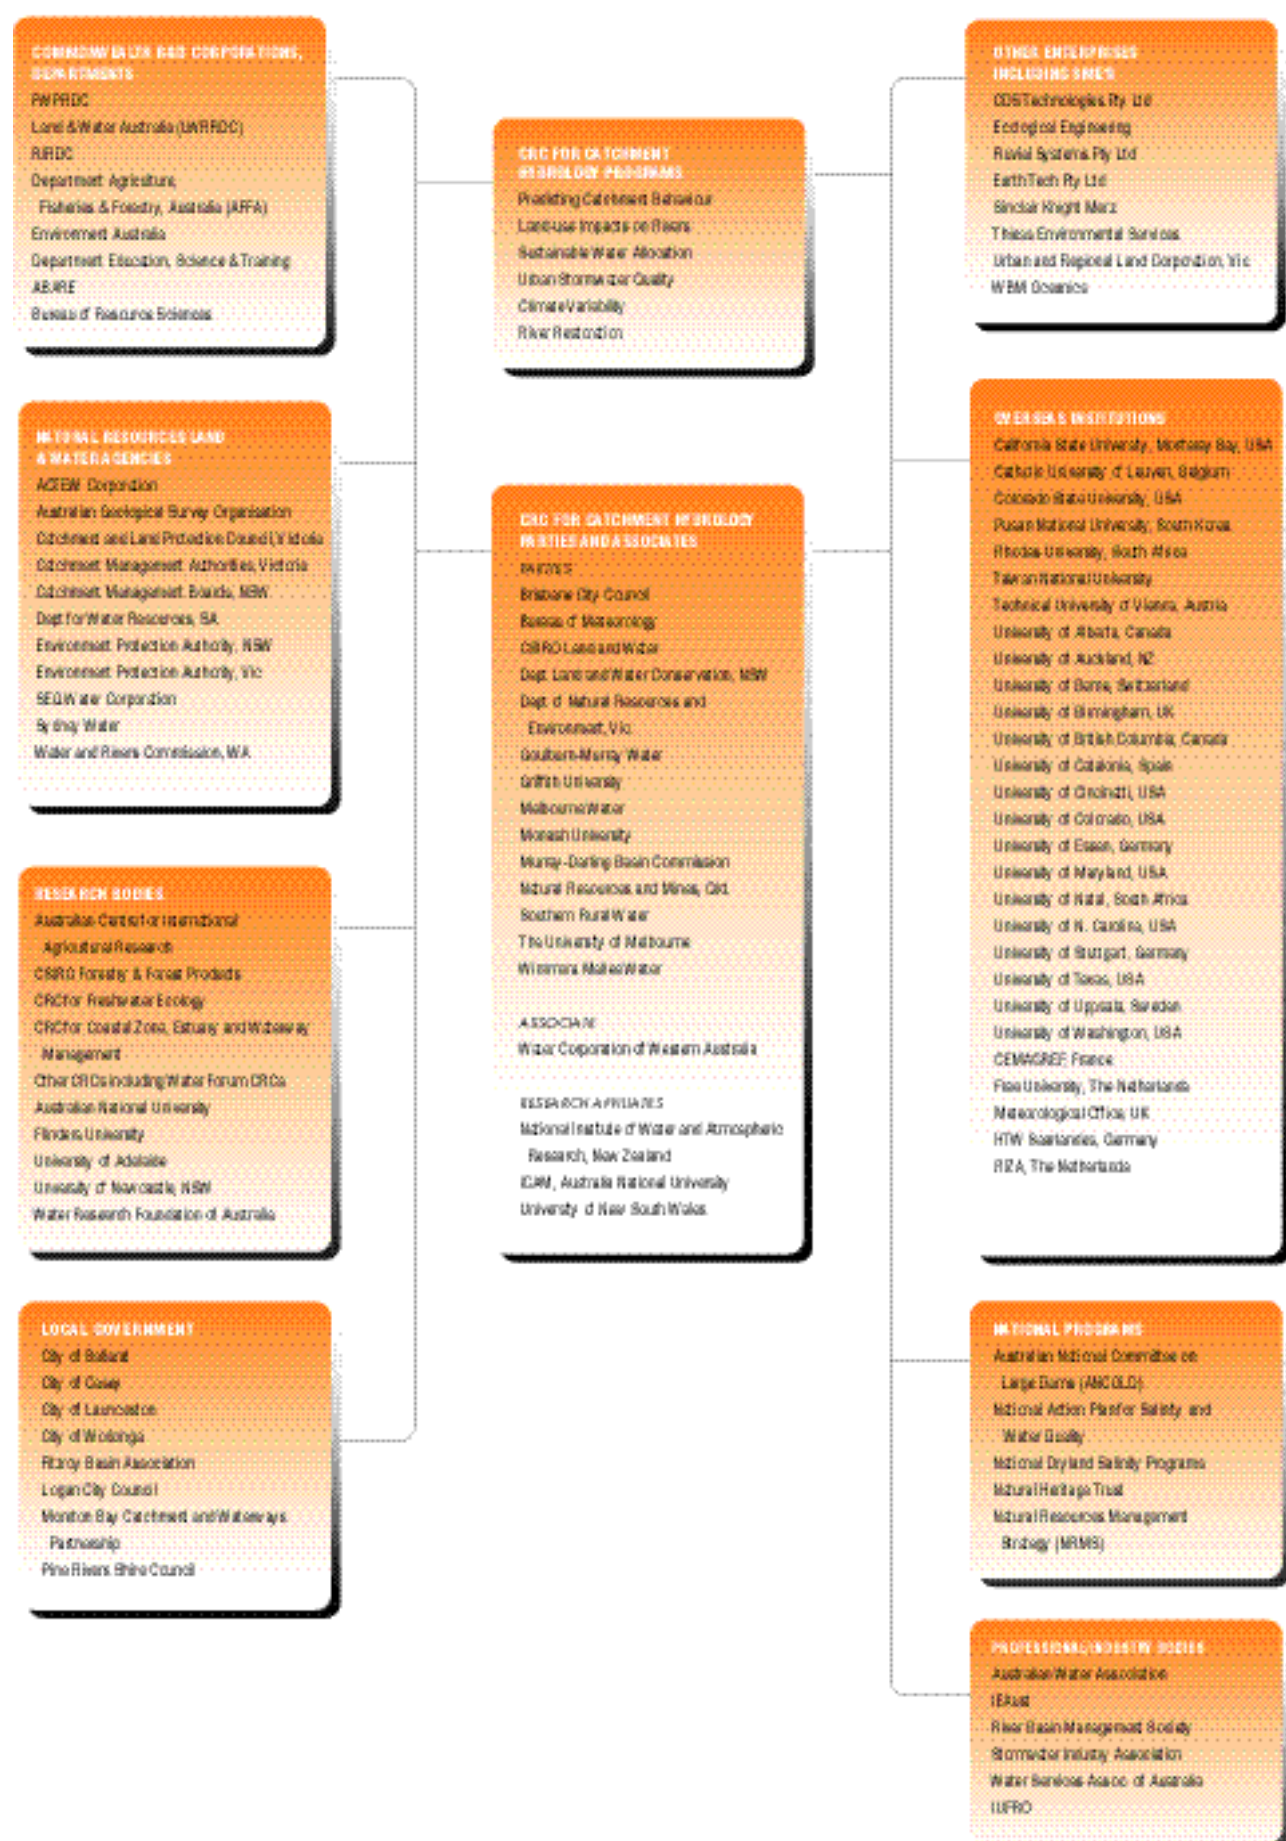 COMMONWEALTH R&D CORPORATIONS,
DEPARTMENTS
FWPRDC
Land & Water Australia (LWRRDC)
RIRDC
Department Agriculture,
Fisheries & Forestry, Australia (AFFA)
Environment Australia
Department Education, Science & Training
ABARE
Bureau of Resource Sciences
NATURAL RESOURCES LAND
& WATER AGENCIES
ACTEW Corporation
Australian Geological Survey Organisation
Catchment and Land Protection Council, Victoria
Catchment Management Authorities, Victoria
Catchment Management Boards, NSW
Dept for Water Resources, SA
Environment Protection Authority, NSW
Environment Protection Authority, Vic
SEQ Water Corporation
Sydney Water
Water and Rivers Commission, WA
RESEARCH BODIES
Australian Centre for International
Agricultural Research
CSIRO Forestry & Forest Products
CRC for Freshwater Ecology
CRC for Coastal Zone, Estuary and Waterway
Management
Other CRCs including Water Forum CRCs
Australian National University
Flinders University
University of Adelaide
University of Newcastle, NSW
Water Research Foundation of Australia
LOCAL GOVERNMENT
City of Ballarat
City of Casey
City of Launceston
City of Wodonga
Fitzroy Basin Association
Logan City Council
Moreton Bay Catchment and Waterways
Partnership
Pine Rivers Shire Council
CRC FOR CATCHMENT
HYDROLOGY PROGRAMS
Predicting Catchment Behaviour
Land-use Impacts on Rivers
Sustainable Water Allocation
Urban Stormwater Quality
Climate Variability
River Restoration
CRC FOR CATCHMENT HYDROLOGY
PARTIES AND ASSOCIATES
PARTIES
Brisbane City Council
Bureau of Meteorology
CSIRO Land and Water
Dept Land and Water Conservation, NSW
Dept of Natural Resources and
Environment, Vic
Goulburn-Murray Water
Griffith University
Melbourne Water
Monash University
Murray-Darling Basin Commission
Natural Resources and Mines, Qld
Southern Rural Water
The University of Melbourne
Wimmera Mallee Water
ASSOCIATE
Water Corporation of Western Australia
RESEARCH AFFILIATES
National Institute of Water and Atmospheric
Research, New Zealand
ICAM, Australia National University
University of New South Wales
OTHER ENTERPRISES
INCLUDING SME'S
CDS Technologies Pty Ltd
Ecological Engineering
Fluvial Systems Pty Ltd
Earth Tech Pty Ltd
Sinclair Knight Merz
Thiess Environmental Services
Urban and Regional Land Corporation, Vic
WBM Oceanics
OVERSEAS INSTITUTIONS
California State University, Monterey Bay, USA
Catholic University of Leuven, Belgium
Colorado State University, USA
Pusan National University, South Korea
Rhodes University, South Africa
Taiwan National University
Technical University of Vienna, Austria
University of Alberta, Canada
University of Auckland, NZ
University of Berne, Switzerland
University of Birmingham, UK
University of British Columbia, Canada
University of Catalonia, Spain
University of Cincinatti, USA
University of Colorado, USA
University of Essen, Germany
University of Maryland, USA
University of Natal, South Africa
University of N. Carolina, USA
University of Stuttgart, Germany
University of Texas, USA
University of Uppsala, Sweden
University of Washington, USA
CEMAGREF, France
Free University, The Netherlands
Meteorological Office, UK
HTW Germany
RIZA, The Netherlands
NATIONAL PROGRAMS
Australian National Committee on
Large Dams (ANCOLD)
National Action Plan for Salinity and
Water Quality
National Dryland Salinity Programs
Natural Heritage Trust
Natural Resources Management
Strategy (NRMS)
PROFESSIONAL/INDUSTRY BODIES
Australian Water Association
IEAust
River Basin Management Society
Stormwater Industry Association
Water Services Assoc. of Australia
IUFRO